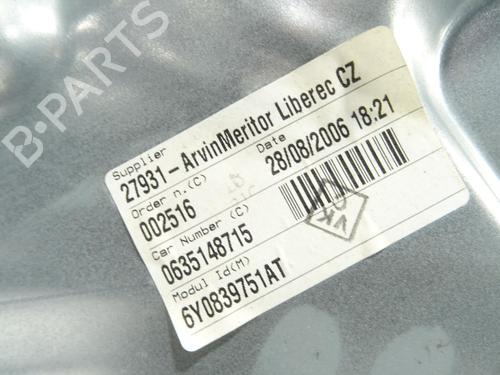 B-PARTS
Supplier
27931-ArvinMeritor Liberec CZ
Order n.(C)
Date
002516
28/08/2006 18:21
Car Number (C)
0635148715
Modul Id(M)
6Y0839751AT